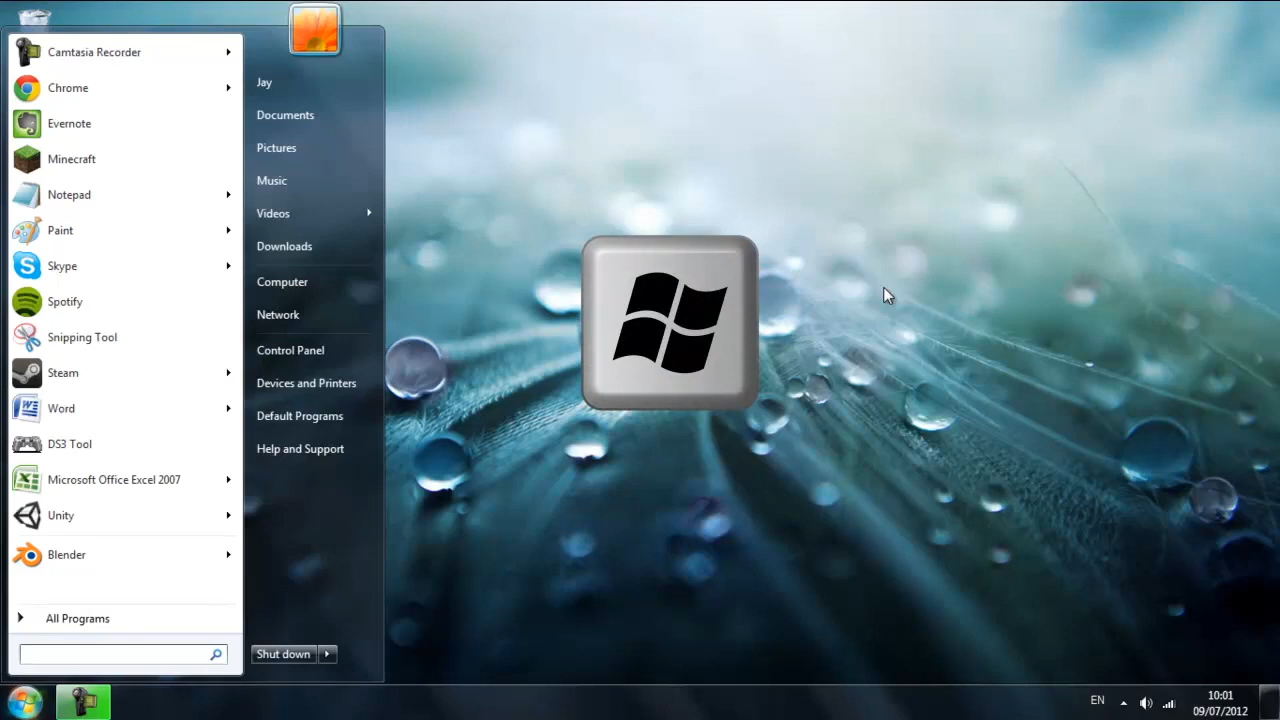 Camtasia Recorder
Chrome
Evernote
Minecraft
Notepad
Paint
Skype
Spotify
Snipping Tool
Steam
Word
DS3 Tool
Microsoft Office Excel 2007
Unity
Blender
All Programs
Jay
Documents
Pictures
Music
Videos
Downloads
Computer
Network
Control Panel
Devices and Printers
Default Programs
Help and Support
Shut down
EN
10:01
09/07/2012